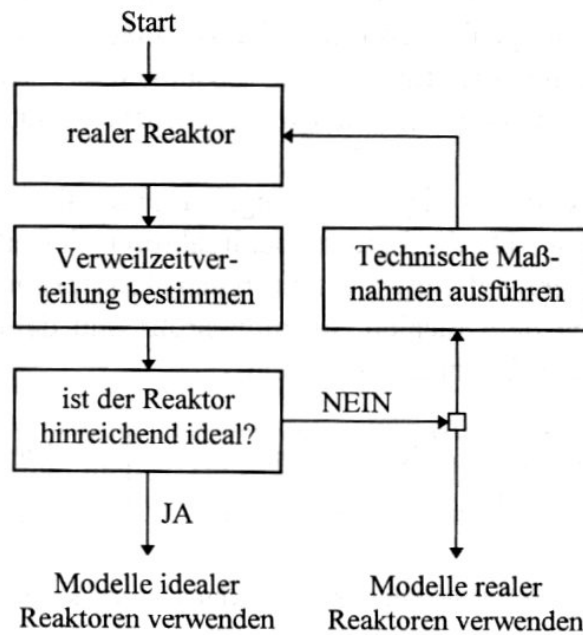 Start
realer Reaktor
Verweilzeitver-
teilung bestimmen
Technische Maß-
nahmen ausführen
ist der Reaktor
hinreichend ideal?
NEIN
JA
Modelle idealer
Reaktoren verwenden
Modelle realer
Reaktoren verwenden